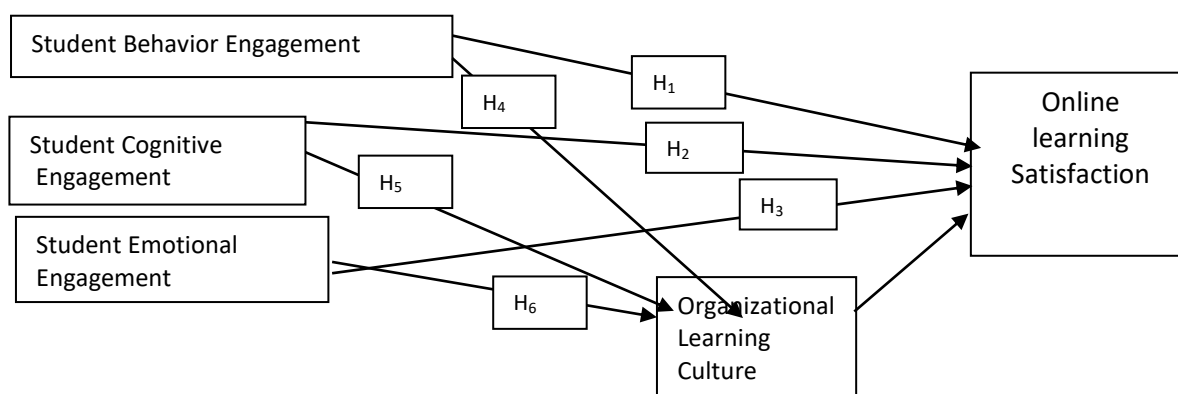 Student Behavior Engagement
H₁
H₄
Online
learning
Satisfaction
Student Cognitive
Engagement
H₂
H₅
H₃
Student Emotional
Engagement
H₆
Organizational
Learning
Culture